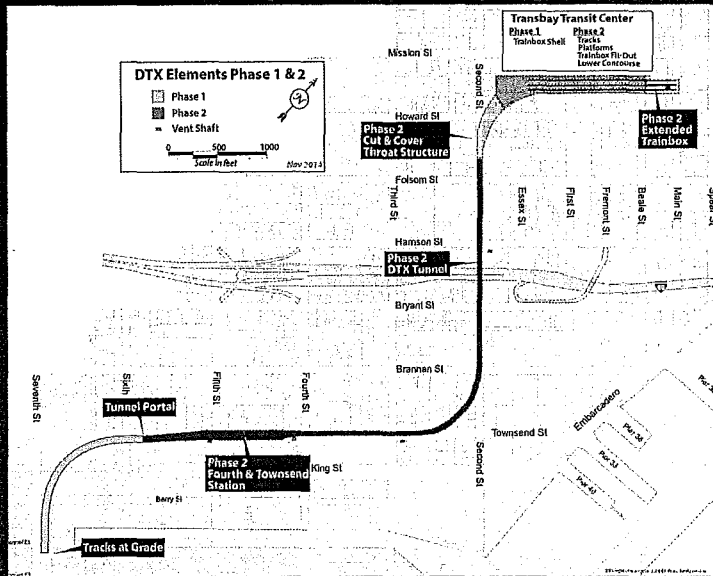 Transbay Transit Center
Phase 1
Trainbox Shell
Phase 2
Tracks
Platforms
Trainbox Fit-Out
Lower Concourse
DTX Elements Phase 1 & 2
Phase 1
Phase 2
Vent Shaft
0 500 1000
Scale in feet
Nov 2014
N
Mission St
Second St
Howard St
Phase 2
Cut & Cover
Throat Structure
Phase 2
Extended
Trainbox
Folsom St
Third St
Essex St
First St
Fremont St
Beale St
Main St
Harrison St
Phase 2
DTX Tunnel
Bryant St
Brannan St
Seventh St
Sixth
Fifth St
Fourth St
Tunnel Portal
Townsend St
Second St
Embarcadero
Pier 38
Pier 40
Phase 2
Fourth & Townsend
Station
King St
Berry St
Tracks at Grade